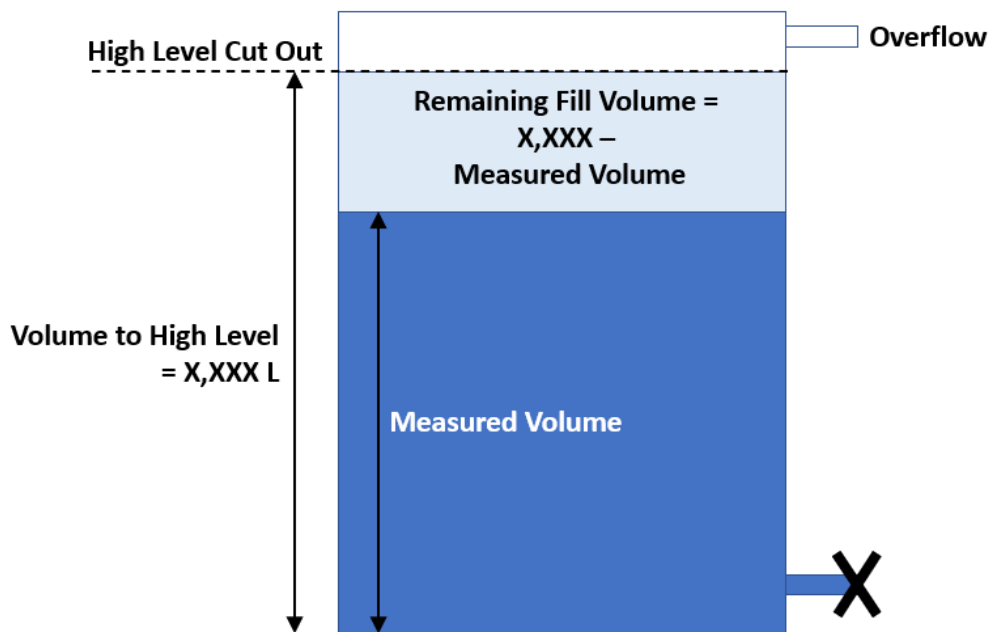 High Level Cut Out
Overflow
Remaining Fill Volume =
X,XXX –
Measured Volume
Volume to High Level
= X,XXX L
Measured Volume